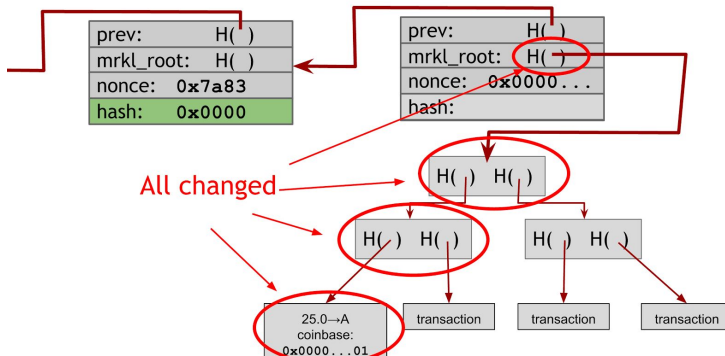 prev: H( )
mrkl_root: H( )
nonce: 0x7a83
hash: 0x0000
prev: H( )
mrkl_root: H( )
nonce: 0x0000...
hash:
All changed
H( ) H( )
H( ) H( )
H( ) H( )
25.0→A
coinbase:
0x0000...01
transaction
transaction
transaction